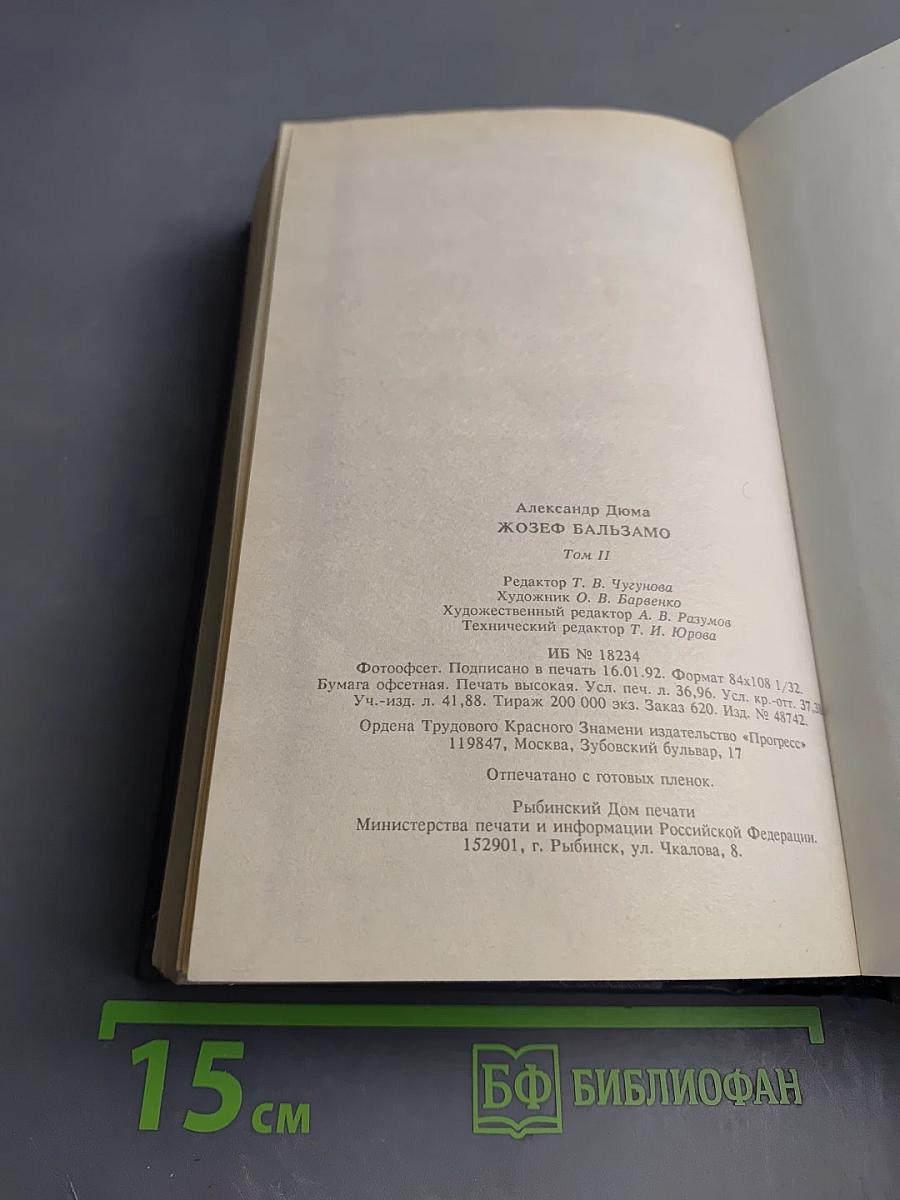 Александр Дюма
ЖОЗЕФ БАЛЬЗАМО
Том II
Редактор Т. В. Чугунова
Художник О. В. Барвенко
Художественный редактор А. В. Разумов
Технический редактор Т. И. Юрова
ИБ № 18234
Фотоофсет. Подписано в печать 16.01.92. Формат 84х108 1/32.
Бумага офсетная. Печать высокая. Усл. печ. л. 36,96. Усл. кр.-отт.
Уч.-изд. л. 41,88. Тираж 200 000 экз. Заказ 620. Изд. № 48742.
Ордена Трудового Красного Знамени издательство «Прогресс»
119847, Москва, Зубовский бульвар, 17
Отпечатано с готовых пленок.
Рыбинский Дом печати
Министерства печати и информации Российской Федерации.
152901, г. Рыбинск, ул. Чкалова, 8.
15 см
БФ БИБЛИОФАН